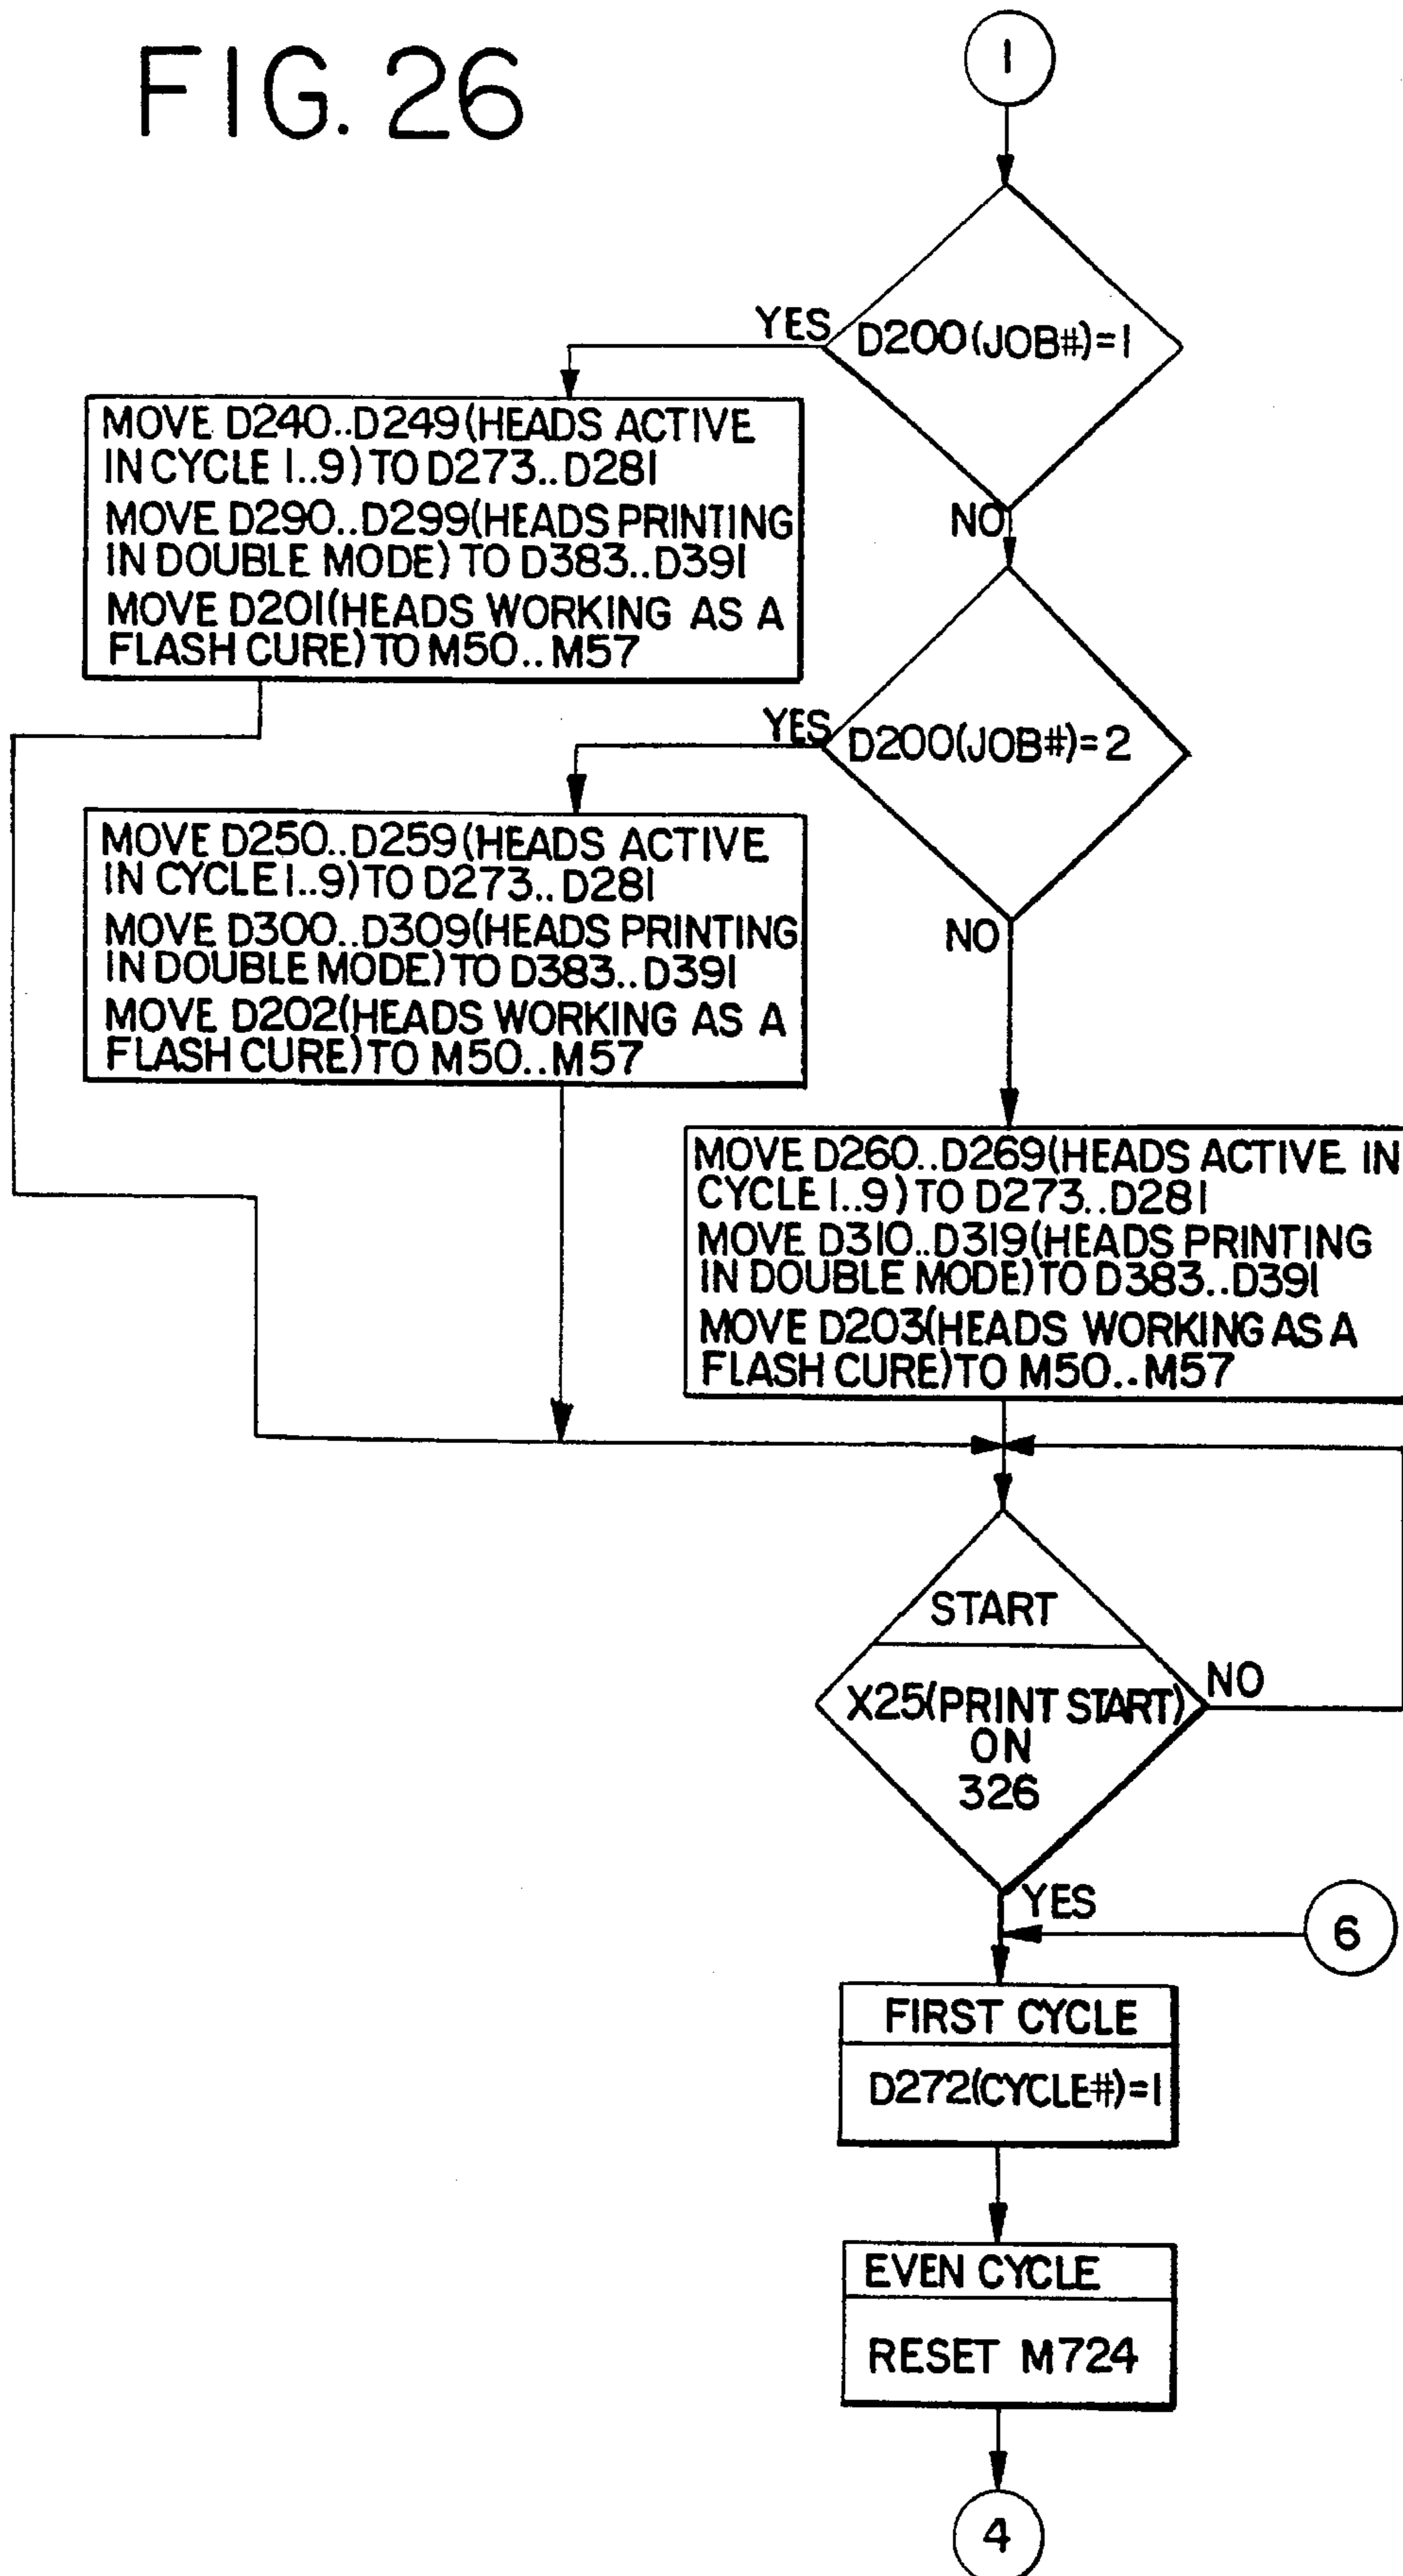 FIG. 26
1
D200(JOB#)=1
YES
NO
MOVE D240..D249(HEADS ACTIVE
IN CYCLE 1..9) TO D273..D281
MOVE D290..D299(HEADS PRINTING
IN DOUBLE MODE) TO D383..D391
MOVE D201(HEADS WORKING AS A
FLASH CURE) TO M50..M57
D200(JOB#)=2
YES
NO
MOVE D250..D259(HEADS ACTIVE
IN CYCLE 1..9) TO D273..D281
MOVE D300..D309(HEADS PRINTING
IN DOUBLE MODE) TO D383..D391
MOVE D202(HEADS WORKING AS A
FLASH CURE) TO M50..M57
MOVE D260..D269(HEADS ACTIVE IN
CYCLE 1..9) TO D273..D281
MOVE D310..D319(HEADS PRINTING
IN DOUBLE MODE) TO D383..D391
MOVE D203(HEADS WORKING AS A
FLASH CURE) TO M50..M57
START
X25(PRINT START)
ON
326
NO
YES
6
FIRST CYCLE
D272(CYCLE#)=1
EVEN CYCLE
RESET M724
4